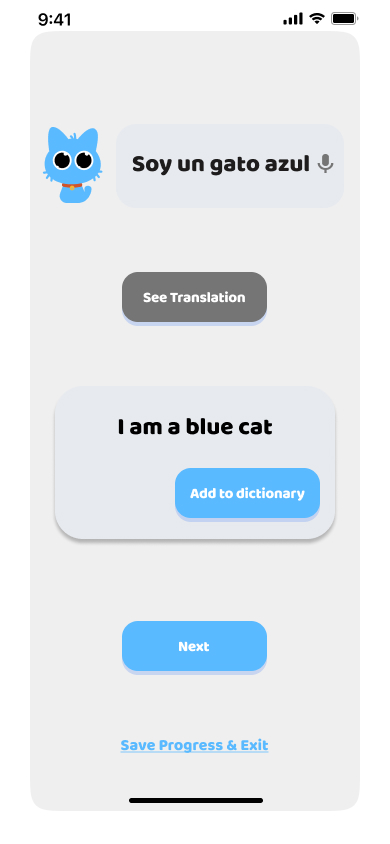 9:41
Soy un gato azul
See Translation
I am a blue cat
Add to dictionary
Next
Save Progress & Exit